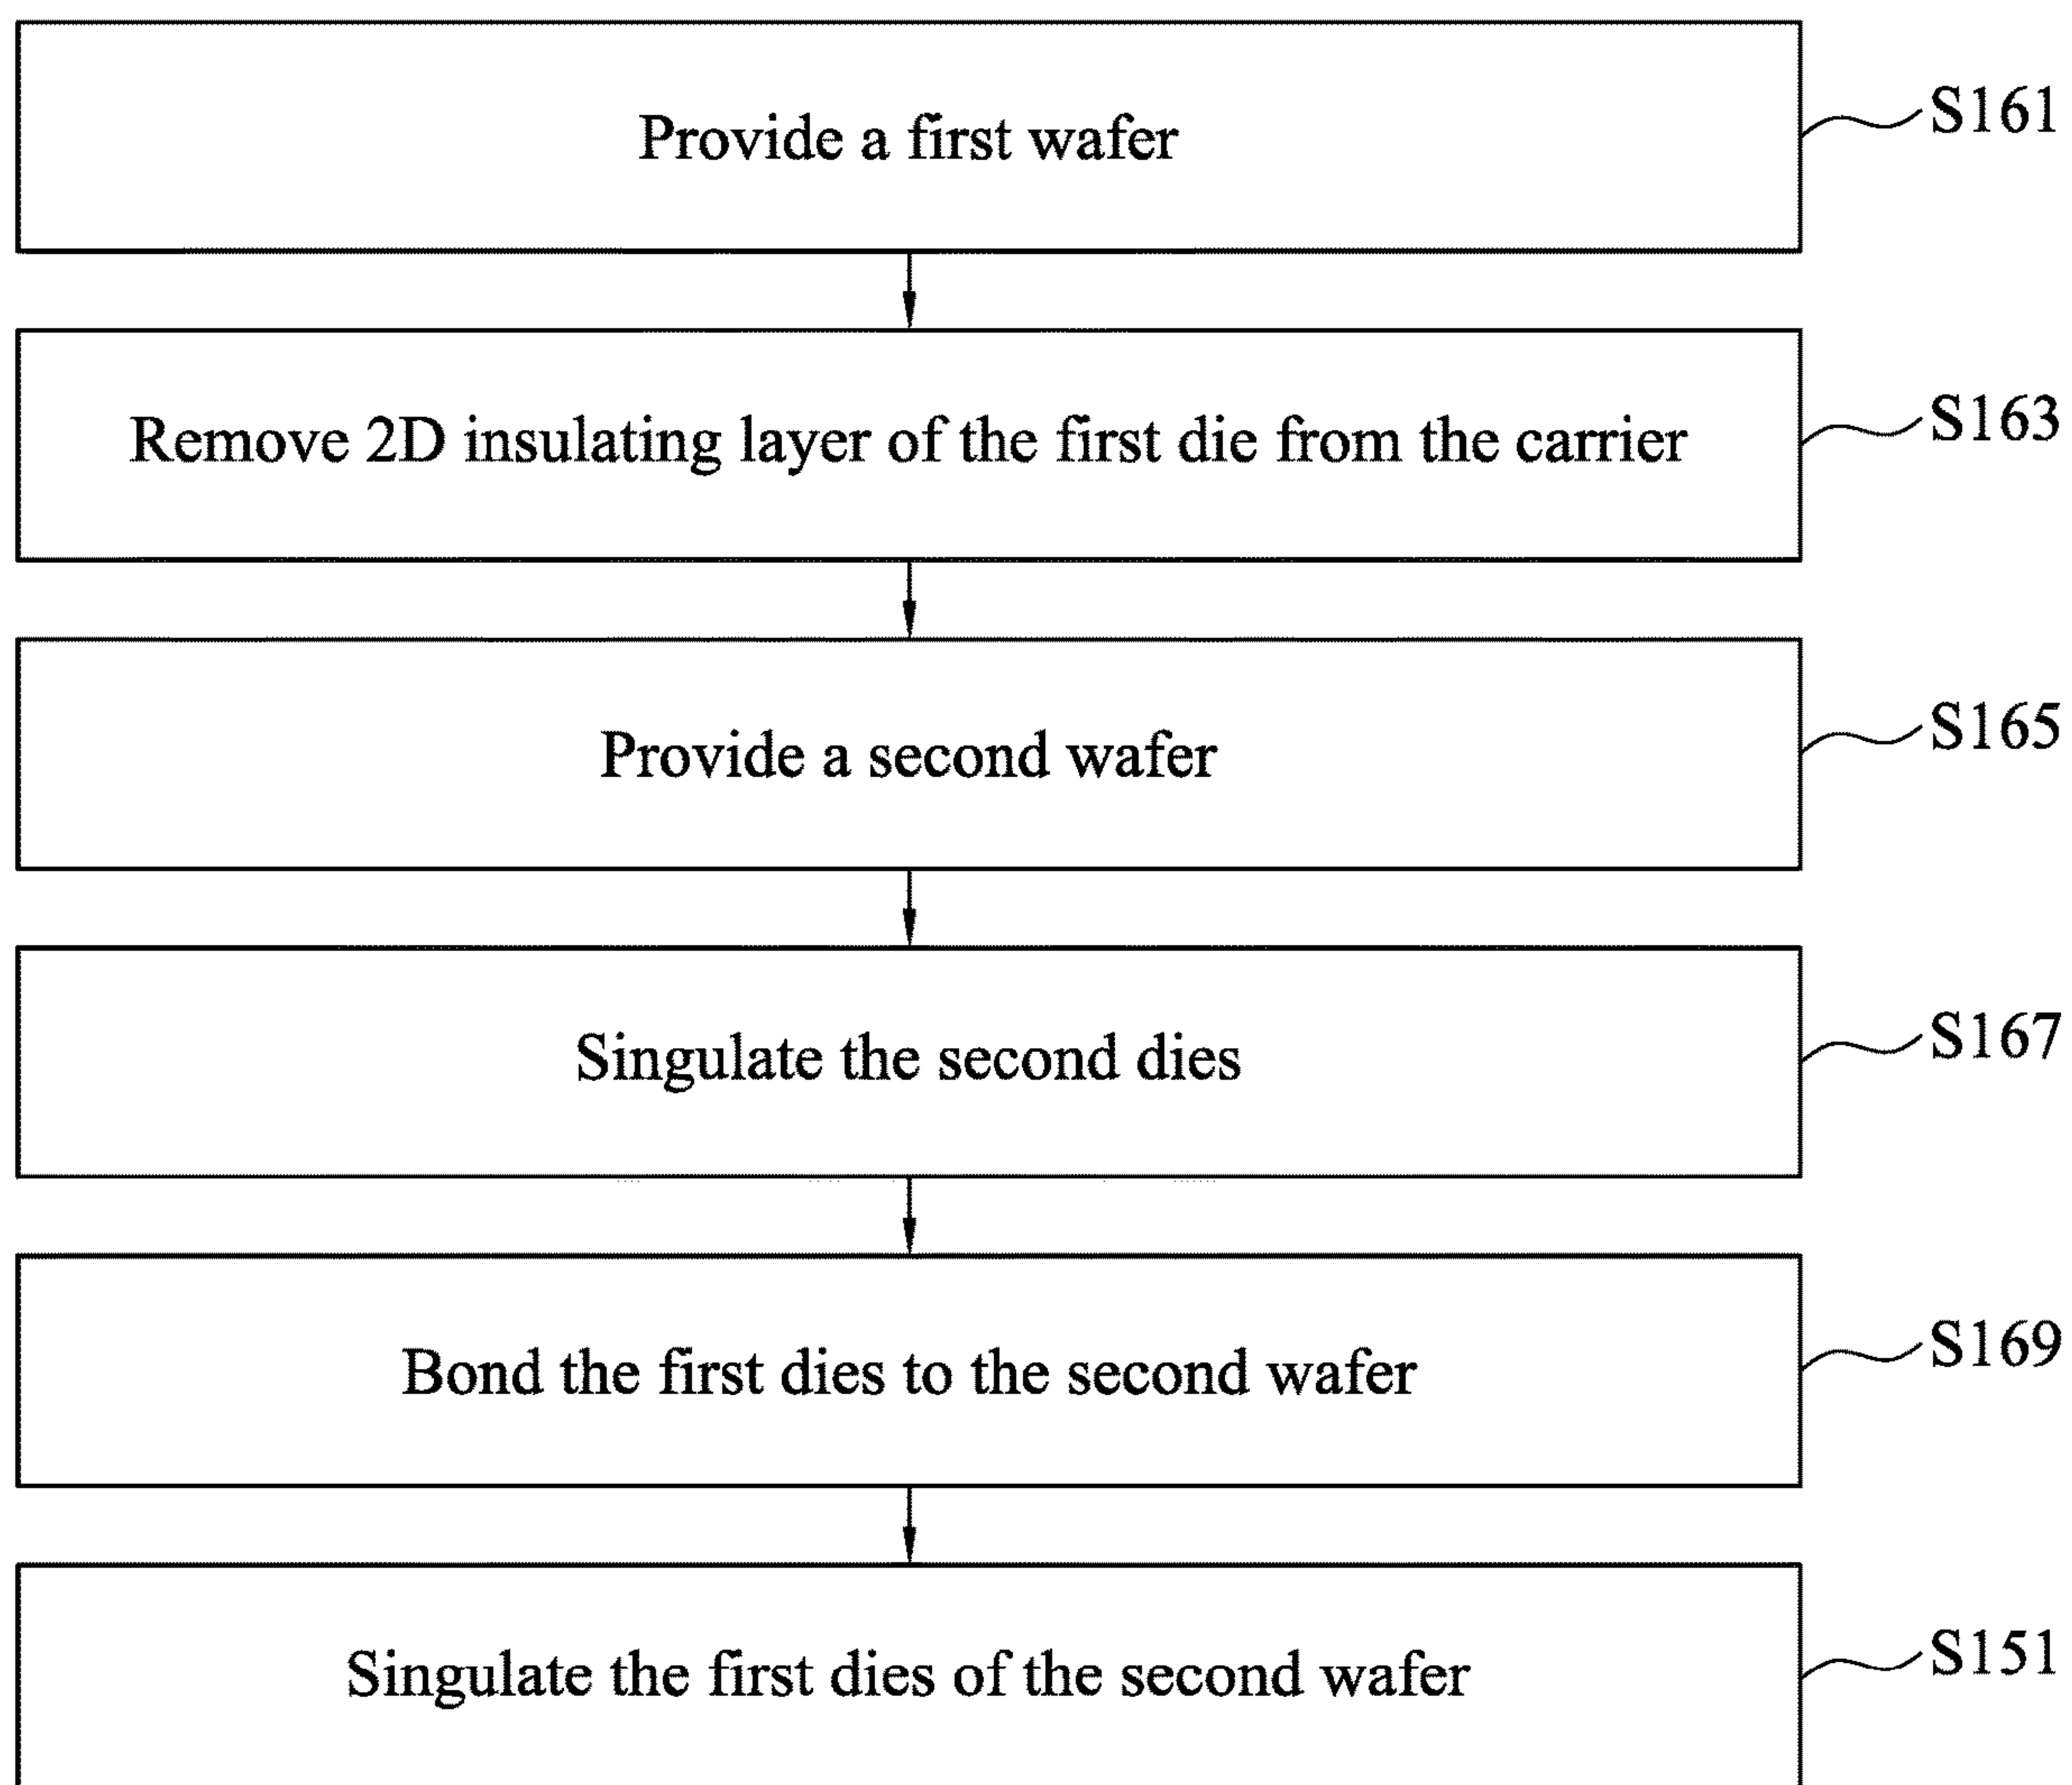 Provide a first wafer
S161
Remove 2D insulating layer of the first die from the carrier
S163
Provide a second wafer
S165
Singulate the second dies
S167
Bond the first dies to the second wafer
S169
Singulate the first dies of the second wafer
S151